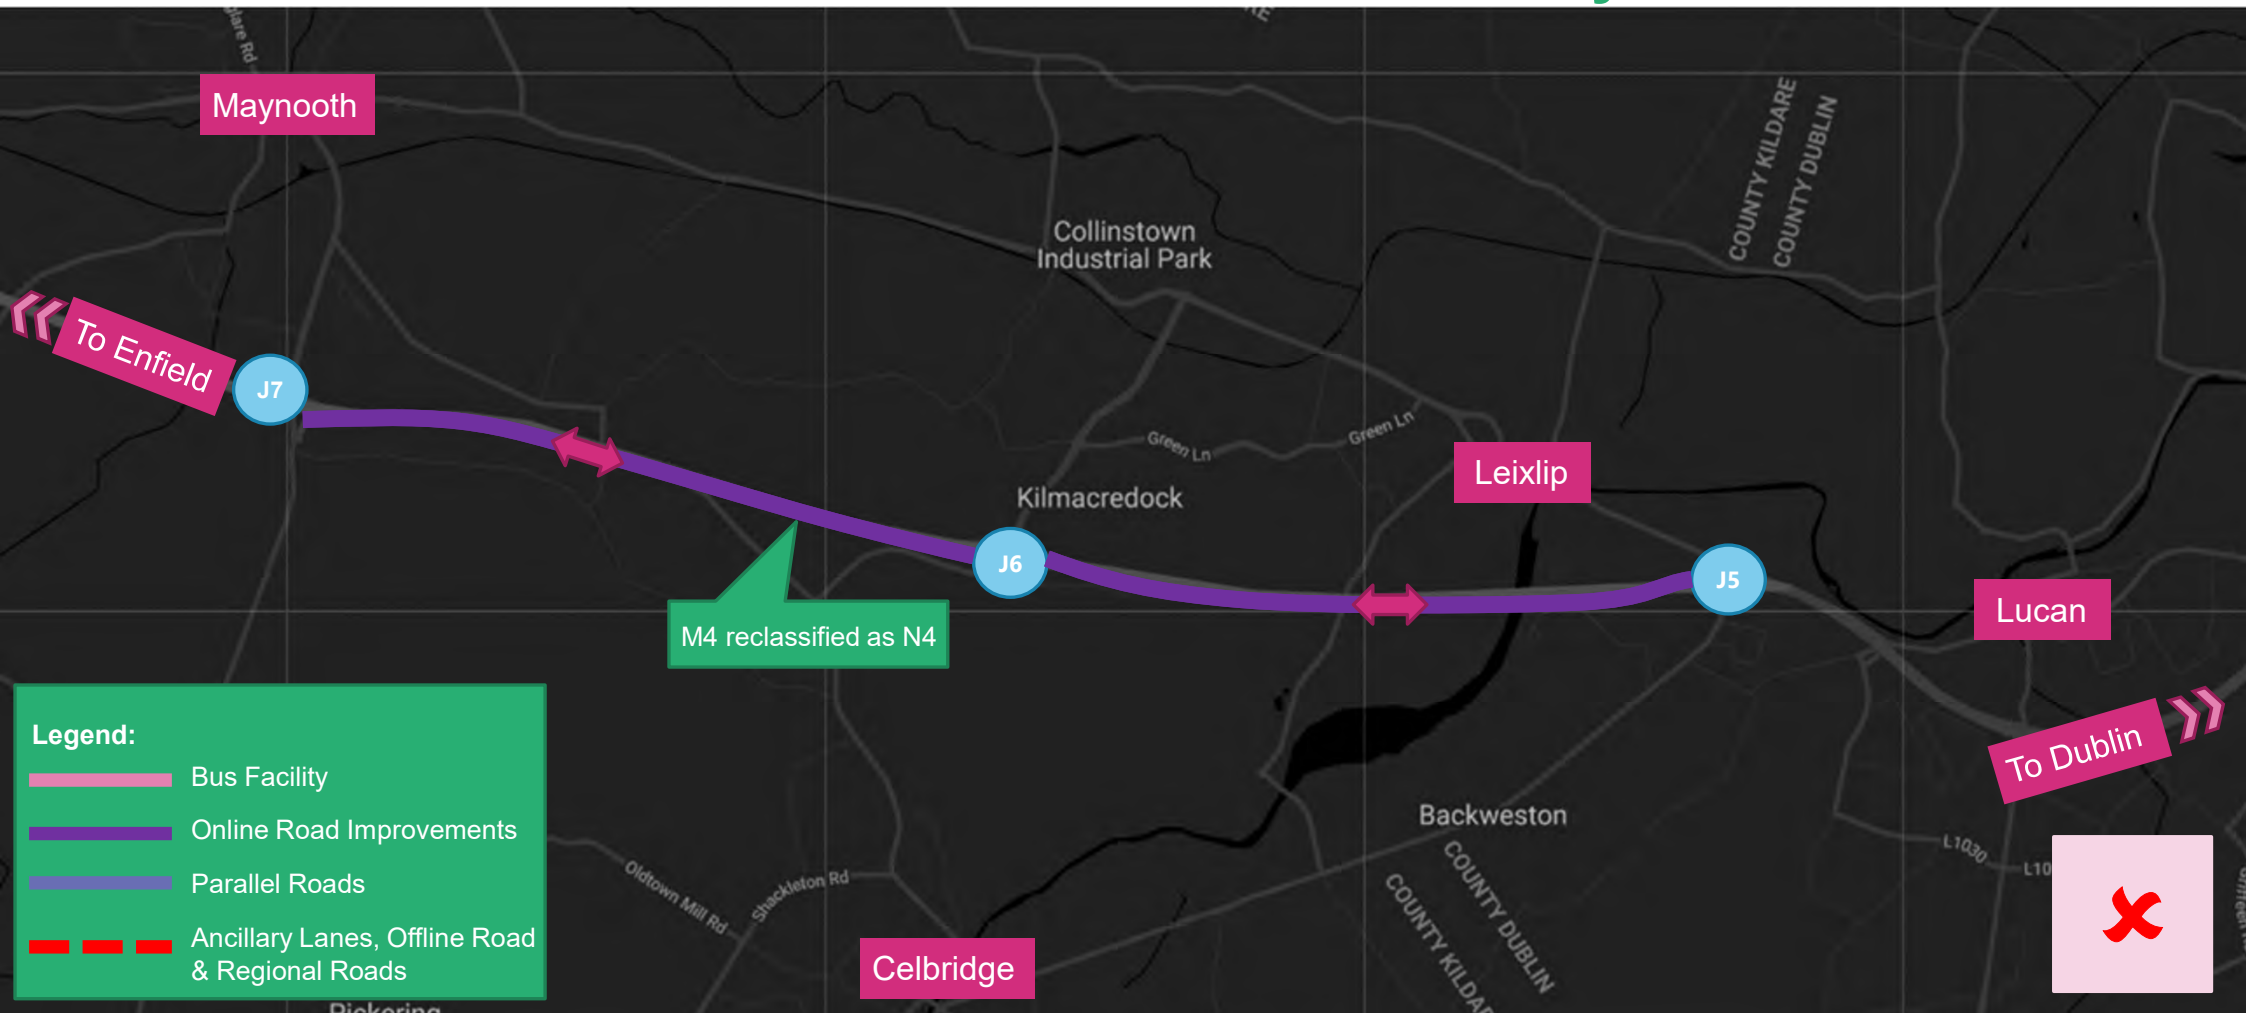 Maynooth
COUNTY KILDARE
COUNTY DUBLIN
Collinstown
Industrial Park
To Enfield
J7
Green Ln
Green Ln
Leixlip
Kilmacredock
J6
J5
Lucan
M4 reclassified as N4
To Dublin
Legend:
Bus Facility
Online Road Improvements
Parallel Roads
Ancillary Lanes, Offline Road
& Regional Roads
Backweston
COUNTY DUBLIN
L1030
Oldtown Mill Rd
Shackleton Rd
Celbridge